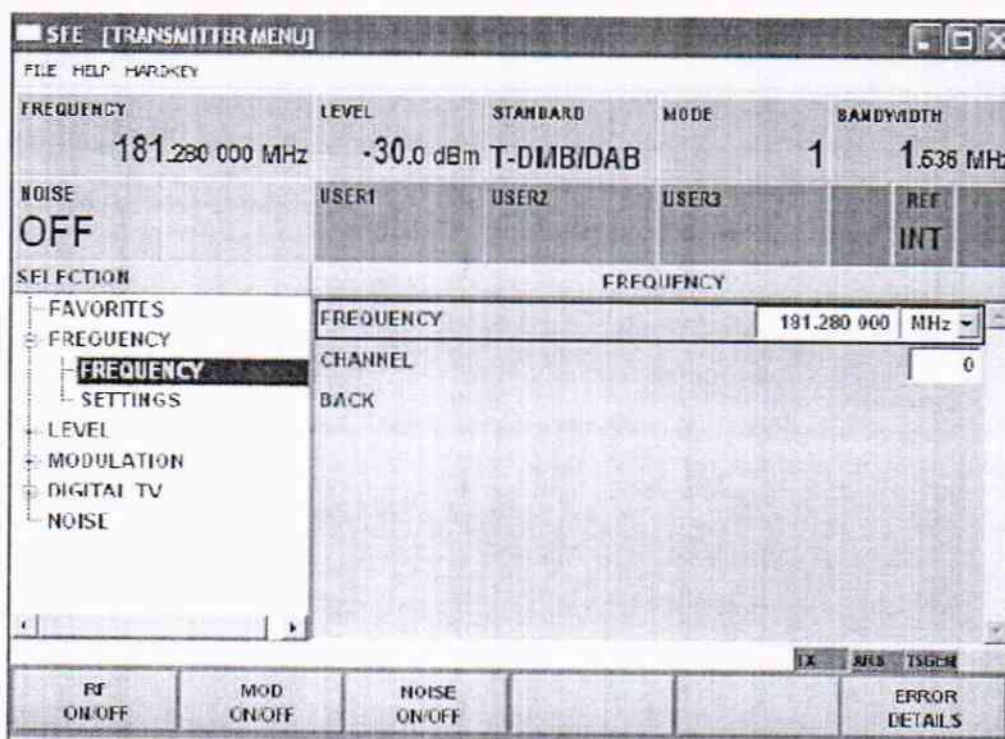 SFE [TRANSMITTER MENU]
FILE HELP HARDKEY
FREQUENCY LEVEL STANDARD MODE BANDWIDTH
181.280 000 MHz -30.0 dBm T-DMB/DAB 1 1.536 MHz
NOISE USER1 USER2 USER3 REF
OFF INT
SELECTION FREQUENCY
FAVORITES
FREQUENCY 181.280 000 MHz
FREQUENCY
CHANNEL 0
FREQUENCY
SETTINGS
BACK
LEVEL
MODULATION
DIGITAL TV
NOISE
TX ARB TSGEN
RF ON/OFF
MOD ON/OFF
NOISE ON/OFF
ERROR DETAILS